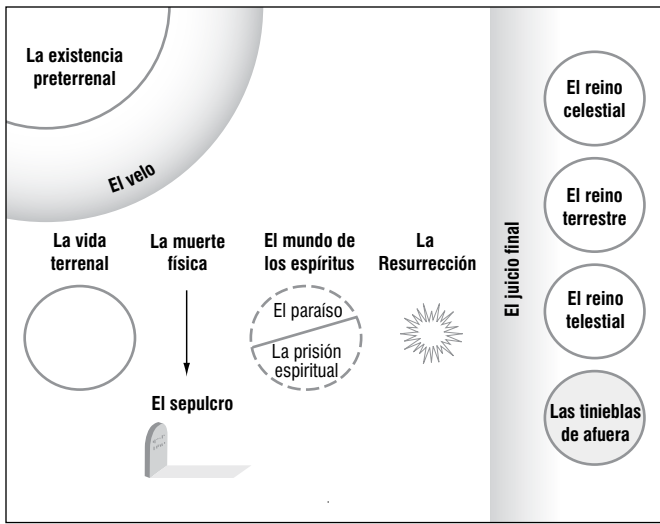 La existencia
preterrenal
El velo
La vida
terrenal
La muerte
física
El mundo de
los espíritus
La
Resurrección
El paraíso
La prisión
espiritual
El sepulcro
El juicio final
El reino
celestial
El reino
terrestre
El reino
telestial
Las tinieblas
de afuera